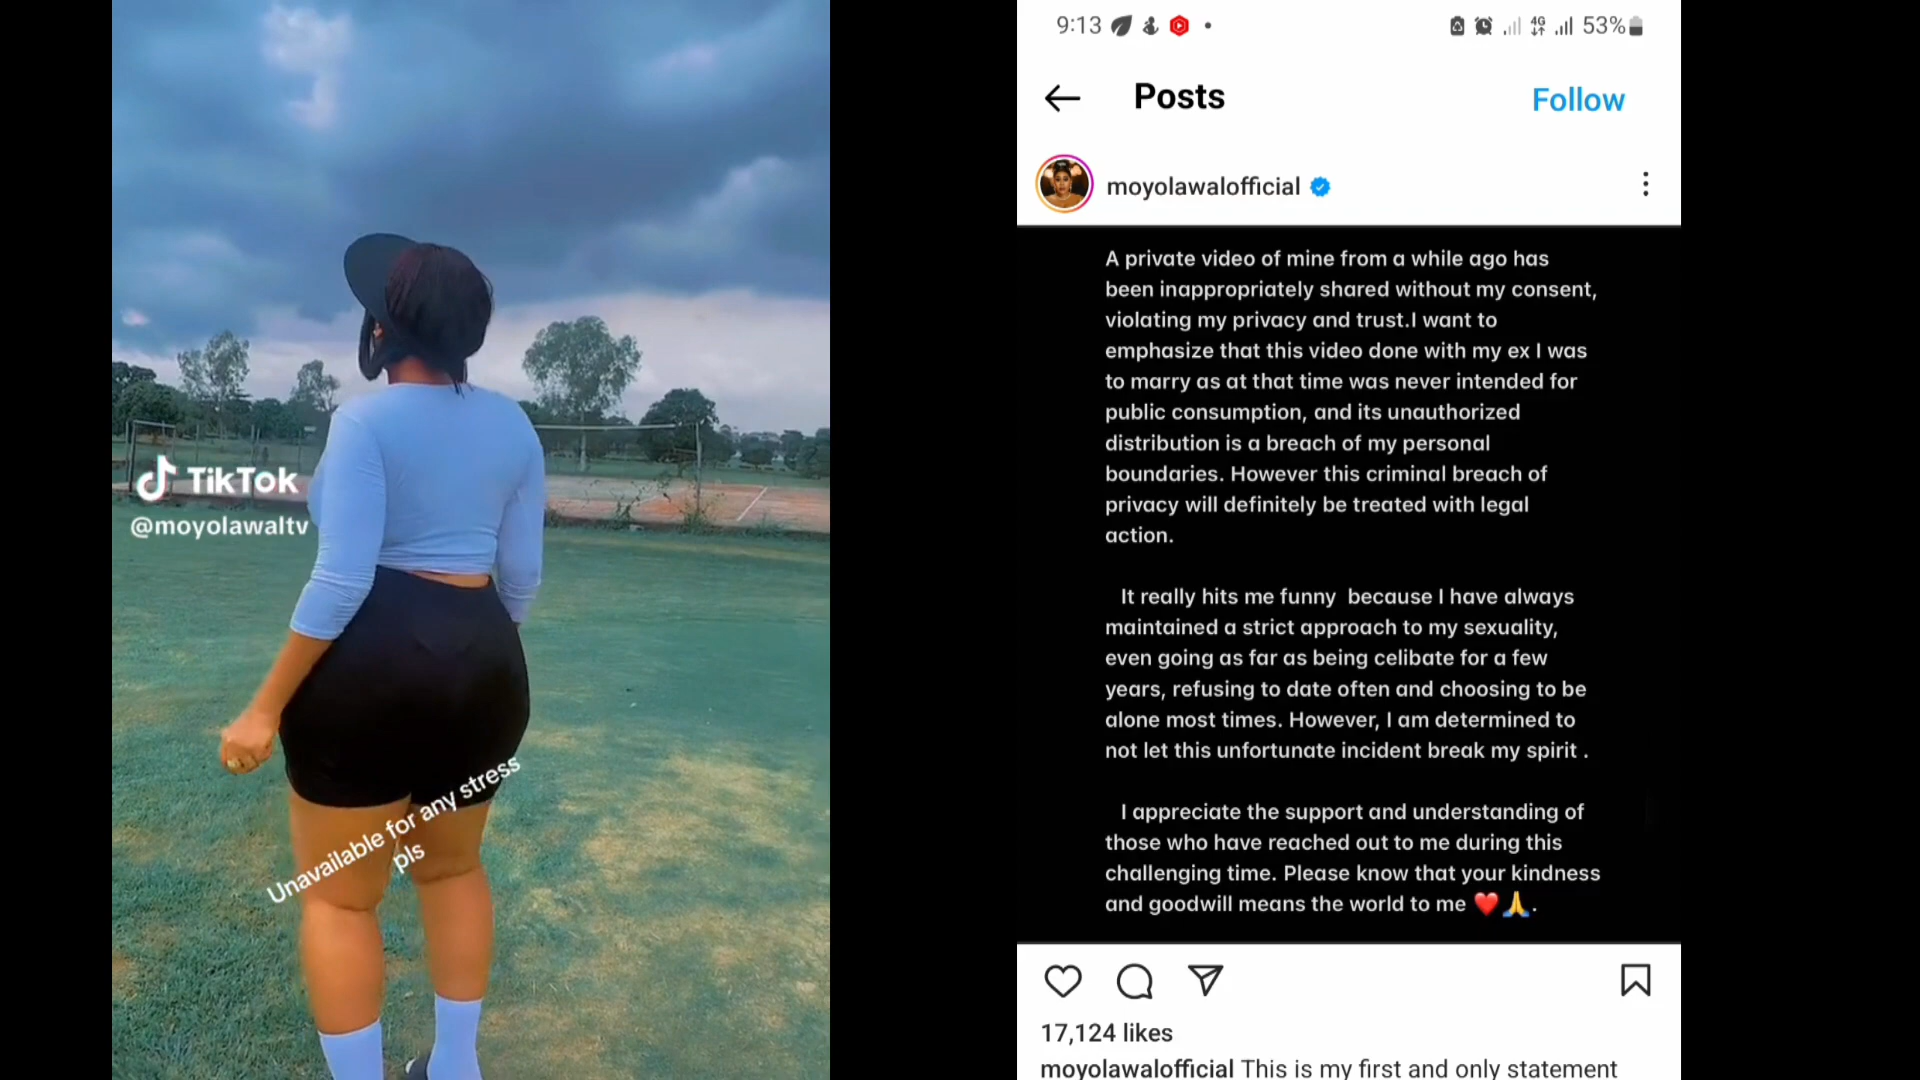 TikTok
@moyolawaltv
Unavailable for any stress
pls
9:13
4G
53%
Posts
Follow
moyolawalofficial
A private video of mine from a while ago has
been inappropriately shared without my consent,
violating my privacy and trust.I want to
emphasize that this video done with my ex I was
to marry as at that time was never intended for
public consumption, and its unauthorized
distribution is a breach of my personal
boundaries. However this criminal breach of
privacy will definitely be treated with legal
action.
It really hits me funny  because I have always
maintained a strict approach to my sexuality,
even going as far as being celibate for a few
years, refusing to date often and choosing to be
alone most times. However, I am determined to
not let this unfortunate incident break my spirit .
I appreciate the support and understanding of
those who have reached out to me during this
challenging time. Please know that your kindness
and goodwill means the world to me ❤️🙏.
17,124 likes
moyolawalofficial This is my first and only statement